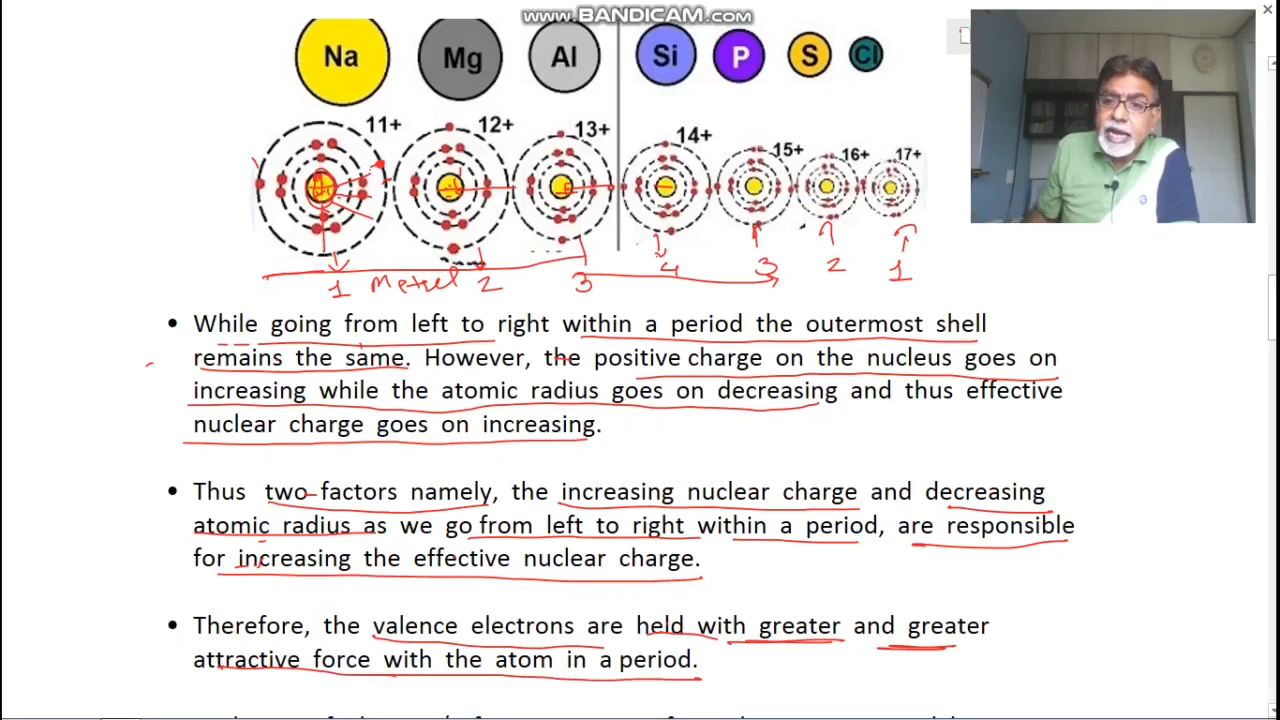 www.BANDICAM.com
Na Mg Al Si P S Cl
11+ 12+ 13+ 14+ 15+ 16+ 17+
1 Metal 2 3 4 3 2 1
• While going from left to right within a period the outermost shell
remains the same. However, the positive charge on the nucleus goes on
increasing while the atomic radius goes on decreasing and thus effective
nuclear charge goes on increasing.
• Thus two factors namely, the increasing nuclear charge and decreasing
atomic radius as we go from left to right within a period, are responsible
for increasing the effective nuclear charge.
• Therefore, the valence electrons are held with greater and greater
attractive force with the atom in a period.